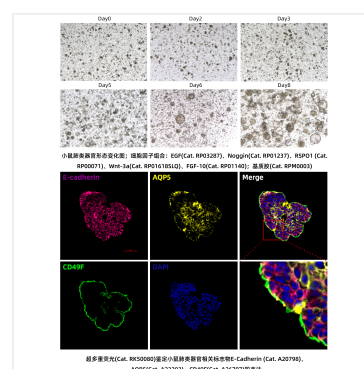 Day0 Day2 Day3
Day5 Day6 Day8
小鼠肺类器官形态变化图；细胞因子组合：EGF(Cat. RP03287)、Noggin(Cat. RP01237)、RSPO1 (Cat.
RP00071)、Wnt-3a(Cat. RP01618SLQ)、FGF-10(Cat. RP01140)；基质胶(Cat. RPM0003)
E-cadherin AQP5 Merge
CD49F DAPI
超多重荧光(Cat. RK50080)鉴定小鼠肺类器官相关标志物E-Cadherin (Cat. A20798)、